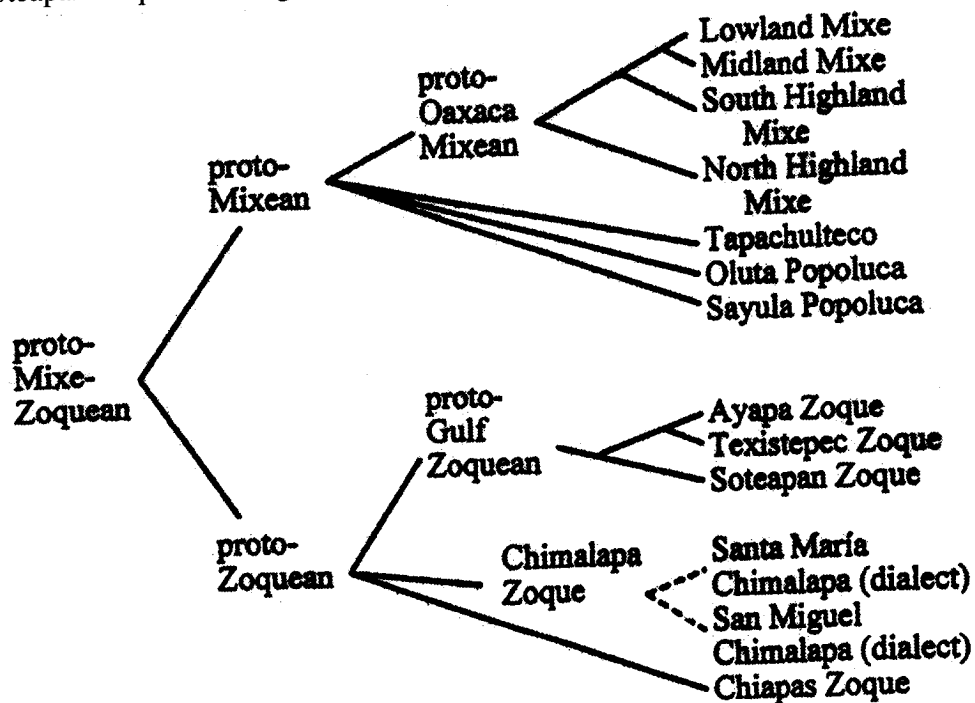 Lowland Mixe
Midland Mixe
South Highland
Mixe
North Highland
Mixe
proto-
Oaxaca
Mixean
proto-
Mixean
Tapachulteco
Oluta Popoluca
Sayula Popoluca
proto-
Mixe-
Zoquean
proto-
Gulf
Zoquean
Ayapa Zoque
Texistepec Zoque
Soteapan Zoque
proto-
Zoquean
Chimalapa
Zoque
Santa María
Chimalapa (dialect)
San Miguel
Chimalapa (dialect)
Chiapas Zoque